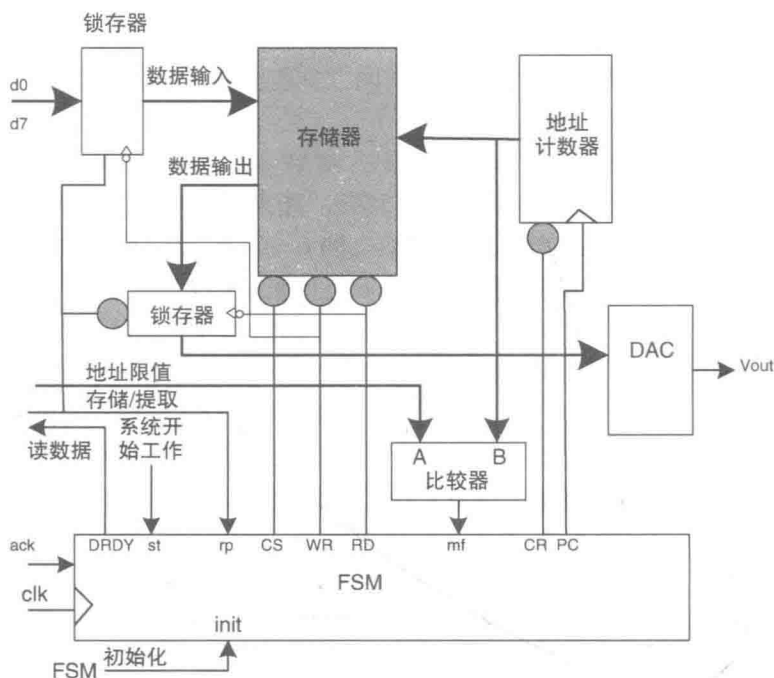 锁存器
d0
d7
数据输入
数据输出
存储器
地址
计数器
锁存器
DAC
Vout
地址限值
存储/提取
读数据
系统开
始工作
A
B
比较器
ack
DRDY
st
rp
CS
WR
RD
mf
CR
PC
clk
FSM
init
FSM
初始化